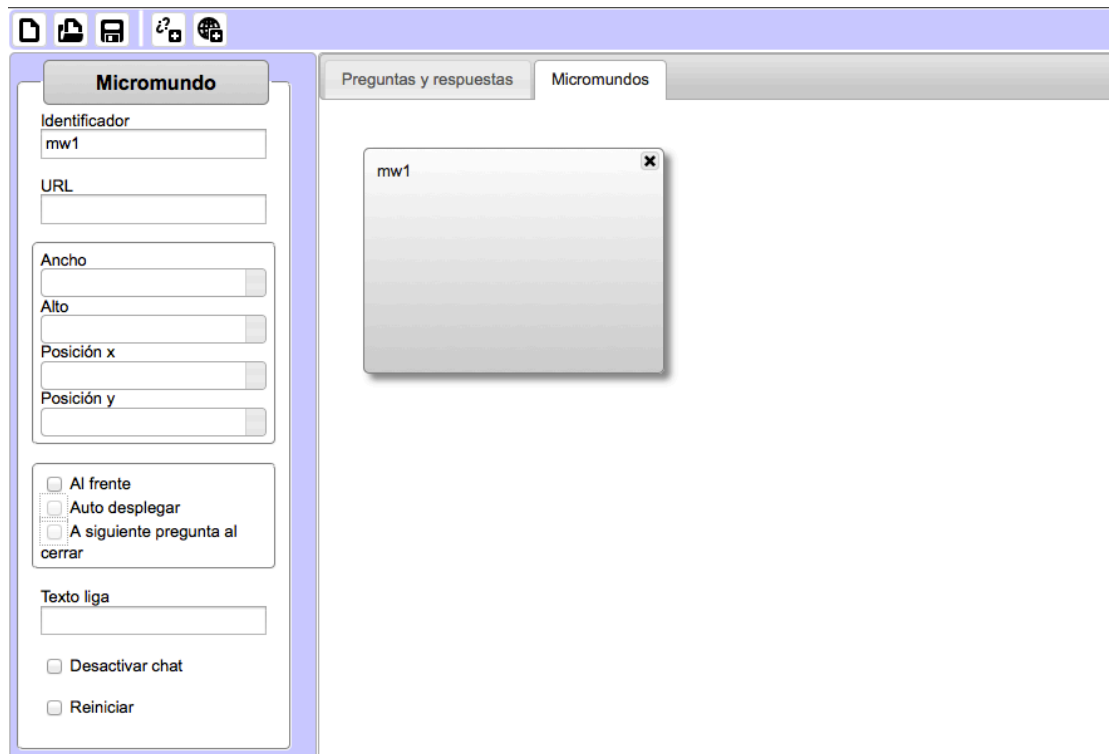 Micromundo
Identificador
mw1
URL
Ancho
Alto
Posición x
Posición y
Al frente
Auto desplegar
A siguiente pregunta al
cerrar
Texto liga
Desactivar chat
Reiniciar
Preguntas y respuestas
Micromundos
mw1